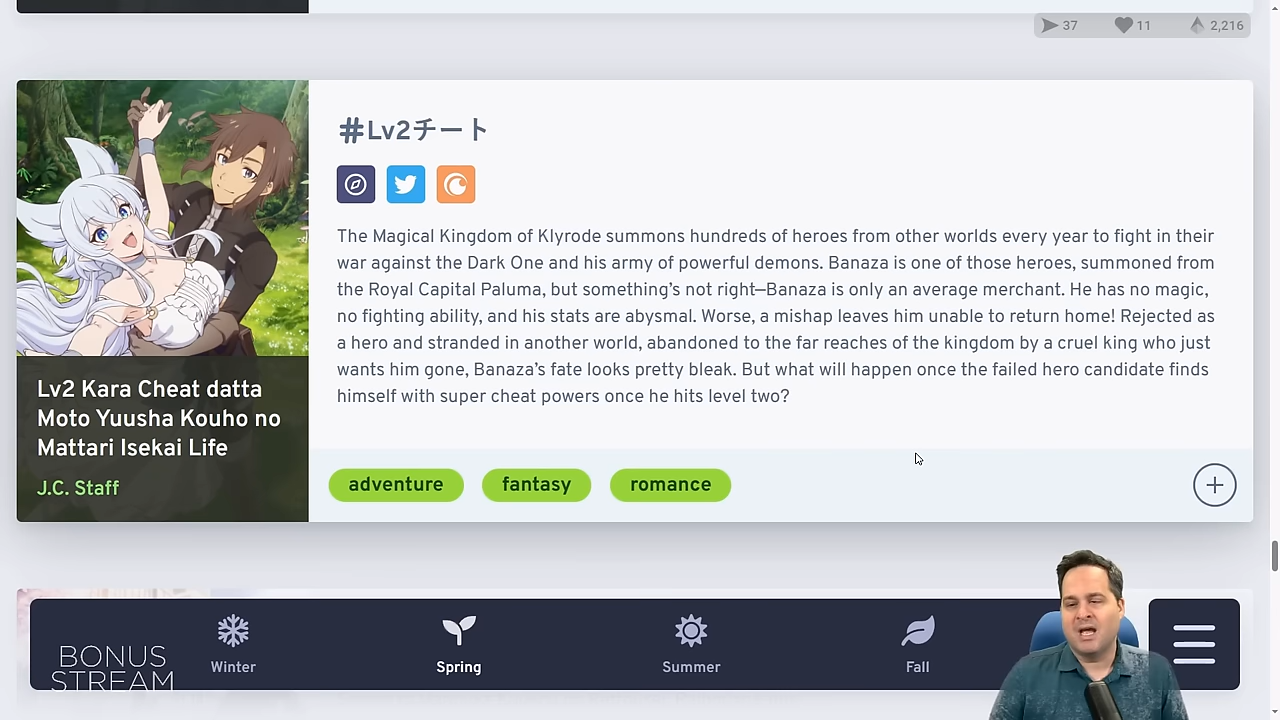 37 11 2,216
#Lv2チート
The Magical Kingdom of Klyrode summons hundreds of heroes from other worlds every year to fight in their
war against the Dark One and his army of powerful demons. Banaza is one of those heroes, summoned from
the Royal Capital Paluma, but something’s not right—Banaza is only an average merchant. He has no magic,
no fighting ability, and his stats are abysmal. Worse, a mishap leaves him unable to return home! Rejected as
a hero and stranded in another world, abandoned to the far reaches of the kingdom by a cruel king who just
wants him gone, Banaza’s fate looks pretty bleak. But what will happen once the failed hero candidate finds
himself with super cheat powers once he hits level two?
Lv2 Kara Cheat datta
Moto Yuusha Kouho no
Mattari Isekai Life
J.C. Staff
adventure fantasy romance
BONUS
STREAM
Winter Spring Summer Fall